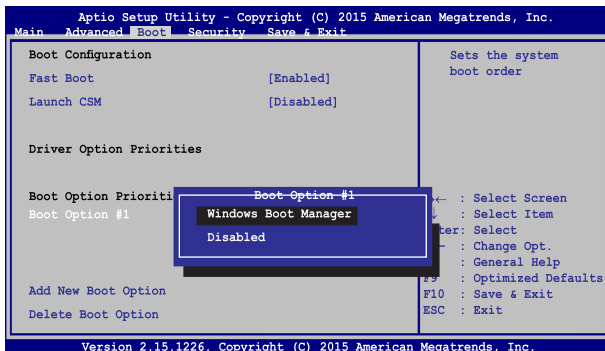 Aptio Setup Utility - Copyright (C) 2015 American Megatrends, Inc.
Main Advanced Boot Security Save & Exit
Boot Configuration
Fast Boot [Enabled]
Launch CSM [Disabled]
Driver Option Priorities
Boot Option Prioriti
Boot Option #1
Boot Option #1
Windows Boot Manager
Disabled
Add New Boot Option
Delete Boot Option
Sets the system
boot order
→← : Select Screen
↓ : Select Item
ter: Select
— : Change Opt.
: General Help
F9 : Optimized Defaults
F10 : Save & Exit
ESC : Exit
Version 2.15.1226. Copyright (C) 2015 American Megatrends, Inc.